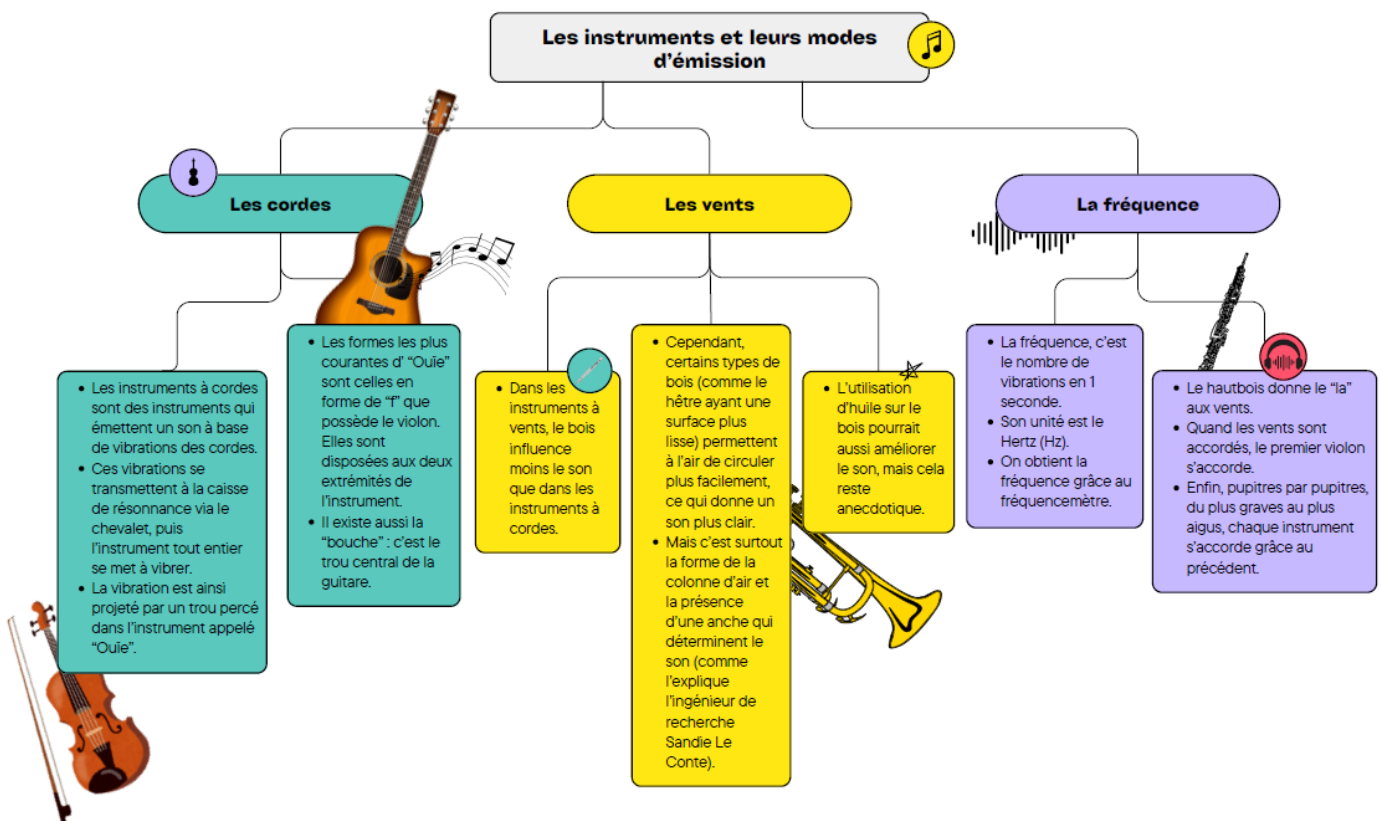 Les instruments et leurs modes
d'émission
Les cordes
Les vents
La fréquence
• Les instruments à cordes
sont des instruments qui
émettent un son à base
de vibrations des cordes.
• Ces vibrations se
transmettent à la caisse
de résonnance via le
chevalet, puis
l'instrument tout entier
se met à vibrer.
• La vibration est ainsi
projeté par un trou percé
dans l'instrument appelé
"Ouïe".
• Les formes les plus
courantes d' "Ouïe"
sont celles en
forme de "f" que
possède le violon.
Elles sont
disposées aux deux
extrémités de
l'instrument.
• Il existe aussi la
"bouche" : c'est le
trou central de la
guitare.
• Dans les
instruments à
vents, le bois
influence
moins le son
que dans les
instruments à
cordes.
• Cependant,
certains types de
bois (comme le
hêtre ayant une
surface plus
lisse) permettent
à l'air de circuler
plus facilement,
ce qui donne un
son plus clair.
• Mais c'est surtout
la forme de la
colonne d'air et
la présence
d'une anche qui
déterminent le
son (comme
l'explique
l'ingénieur de
recherche
Sandie Le
Conte).
• L'utilisation
d'huile sur le
bois pourrait
aussi améliorer
le son, mais cela
reste
anecdotique.
• La fréquence, c'est
le nombre de
vibrations en 1
seconde.
• Son unité est le
Hertz (Hz).
• On obtient la
fréquence grâce au
fréquencemètre.
• Le hautbois donne le "la"
aux vents.
• Quand les vents sont
accordés, le premier violon
s'accorde.
• Enfin, pupitres par pupitres,
du plus graves au plus
aigus, chaque instrument
s'accorde grâce au
précédent.